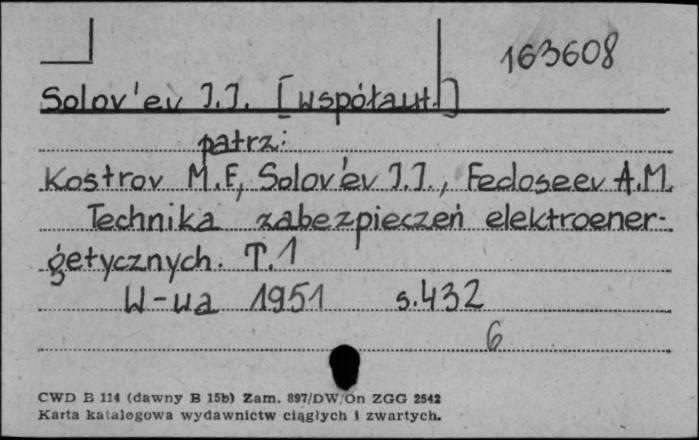 163608
Solov'ev J.J. [współaut.]
patrz:
Kostrov M.F., Solov'ev J.J., Fedoseev A.M.
Technika zabezpieczeń elektroener-
getycznych. T.1
W-wa 1951 s.432
6
CWD B 114 (dawny B 15b) Zam. 897/DW/On ZGG 2542
Karta katalogowa wydawnictw ciągłych i zwartych.